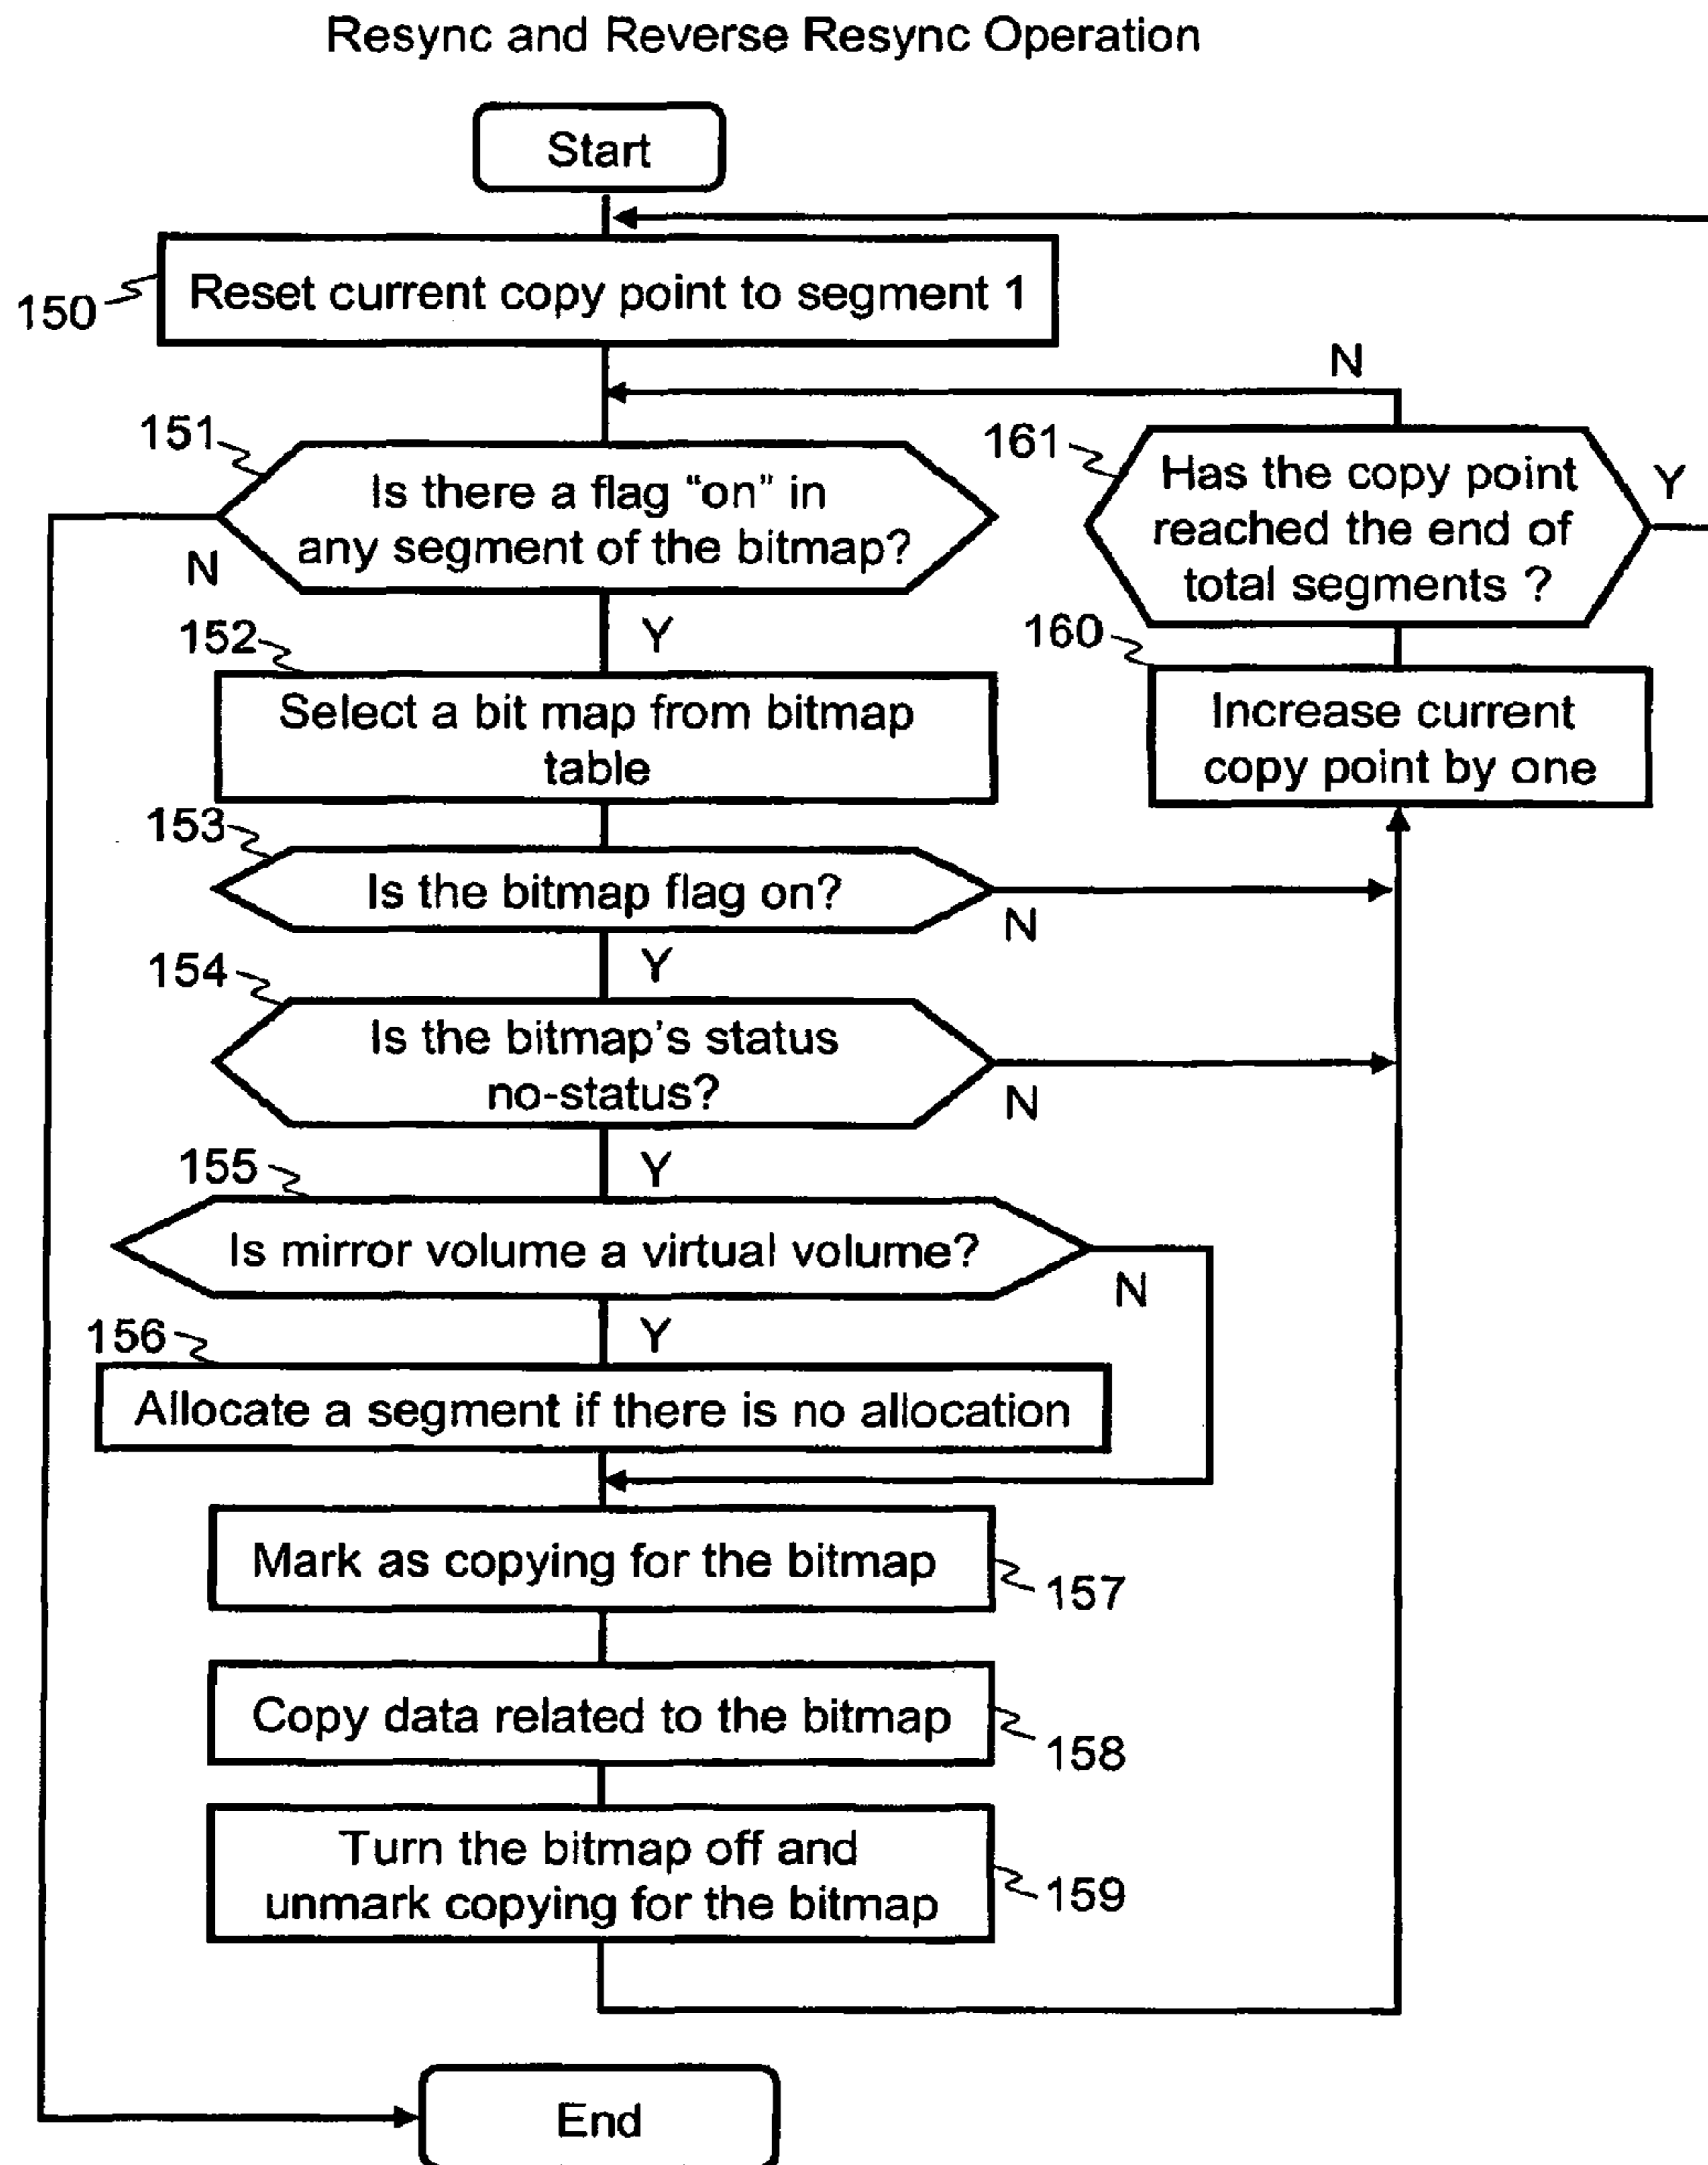 Resync and Reverse Resync Operation
Start
150
Reset current copy point to segment 1
N
151
Is there a flag "on" in
any segment of the bitmap?
N
Y
161
Has the copy point
reached the end of
total segments ?
Y
152
Select a bit map from bitmap
table
160
Increase current
copy point by one
153
Is the bitmap flag on?
N
Y
154
Is the bitmap's status
no-status?
N
Y
155
Is mirror volume a virtual volume?
N
Y
156
Allocate a segment if there is no allocation
Mark as copying for the bitmap
157
Copy data related to the bitmap
158
Turn the bitmap off and
unmark copying for the bitmap
159
End